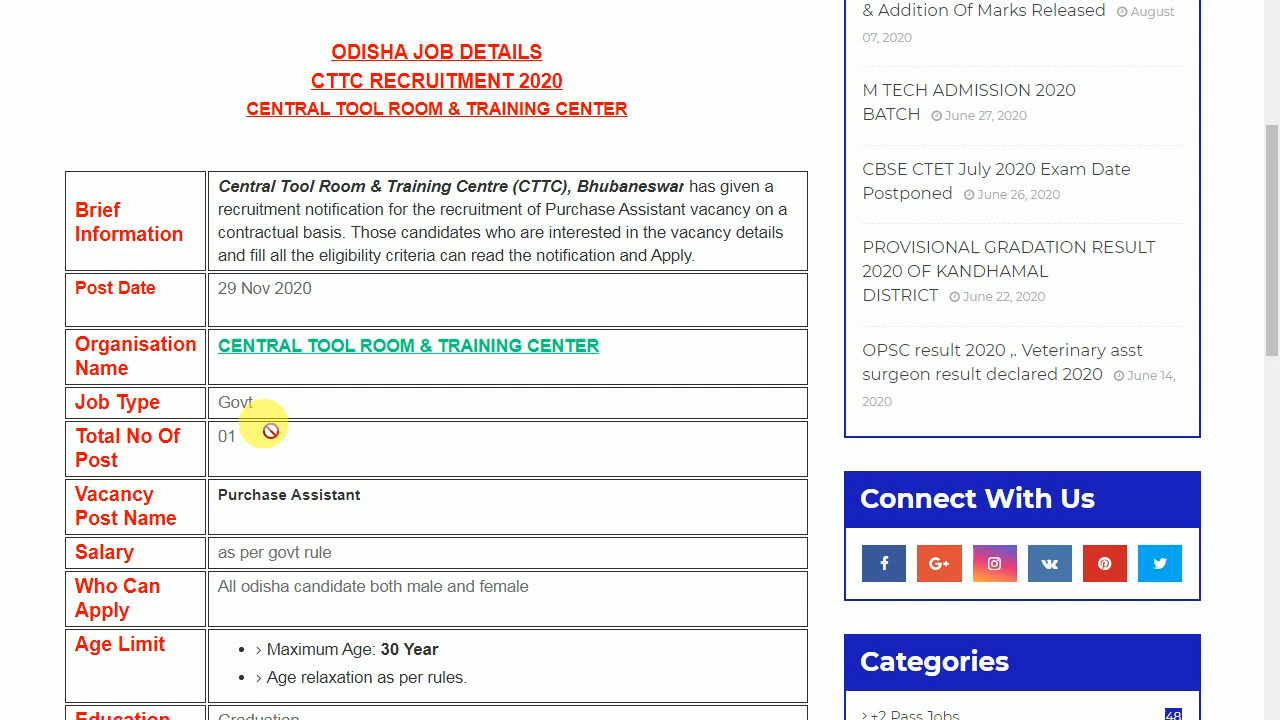 ODISHA JOB DETAILS
CTTC RECRUITMENT 2020
CENTRAL TOOL ROOM & TRAINING CENTER
Brief
Information
Central Tool Room & Training Centre (CTTC), Bhubaneswar has given a
recruitment notification for the recruitment of Purchase Assistant vacancy on a
contractual basis. Those candidates who are interested in the vacancy details
and fill all the eligibility criteria can read the notification and Apply.
Post Date
29 Nov 2020
Organisation
Name
CENTRAL TOOL ROOM & TRAINING CENTER
Job Type
Govt
Total No Of
Post
01
Vacancy
Post Name
Purchase Assistant
Salary
as per govt rule
Who Can
Apply
All odisha candidate both male and female
Age Limit
• › Maximum Age: 30 Year
• › Age relaxation as per rules.
Education
Graduation
& Addition Of Marks Released August
07, 2020
M TECH ADMISSION 2020
BATCH June 27, 2020
CBSE CTET July 2020 Exam Date
Postponed June 26, 2020
PROVISIONAL GRADATION RESULT
2020 OF KANDHAMAL
DISTRICT June 22, 2020
OPSC result 2020 ,. Veterinary asst
surgeon result declared 2020 June 14,
2020
Connect With Us
Categories
› +2 Pass Jobs 48